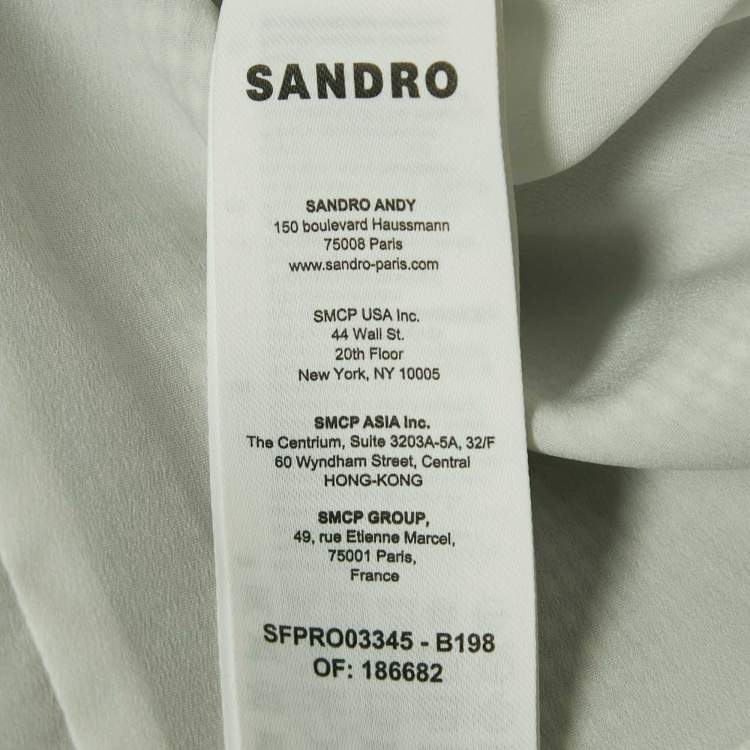 SANDRO
SANDRO ANDY
150 boulevard Haussmann
75008 Paris
www.sandro-paris.com
SMCP USA Inc.
44 Wall St.
20th Floor
New York, NY 10005
SMCP ASIA Inc.
The Centrium, Suite 3203A-5A, 32/F
60 Wyndham Street, Central
HONG-KONG
SMCP GROUP,
49, rue Etienne Marcel,
75001 Paris,
France
SFPRO03345 - B198
OF: 186682